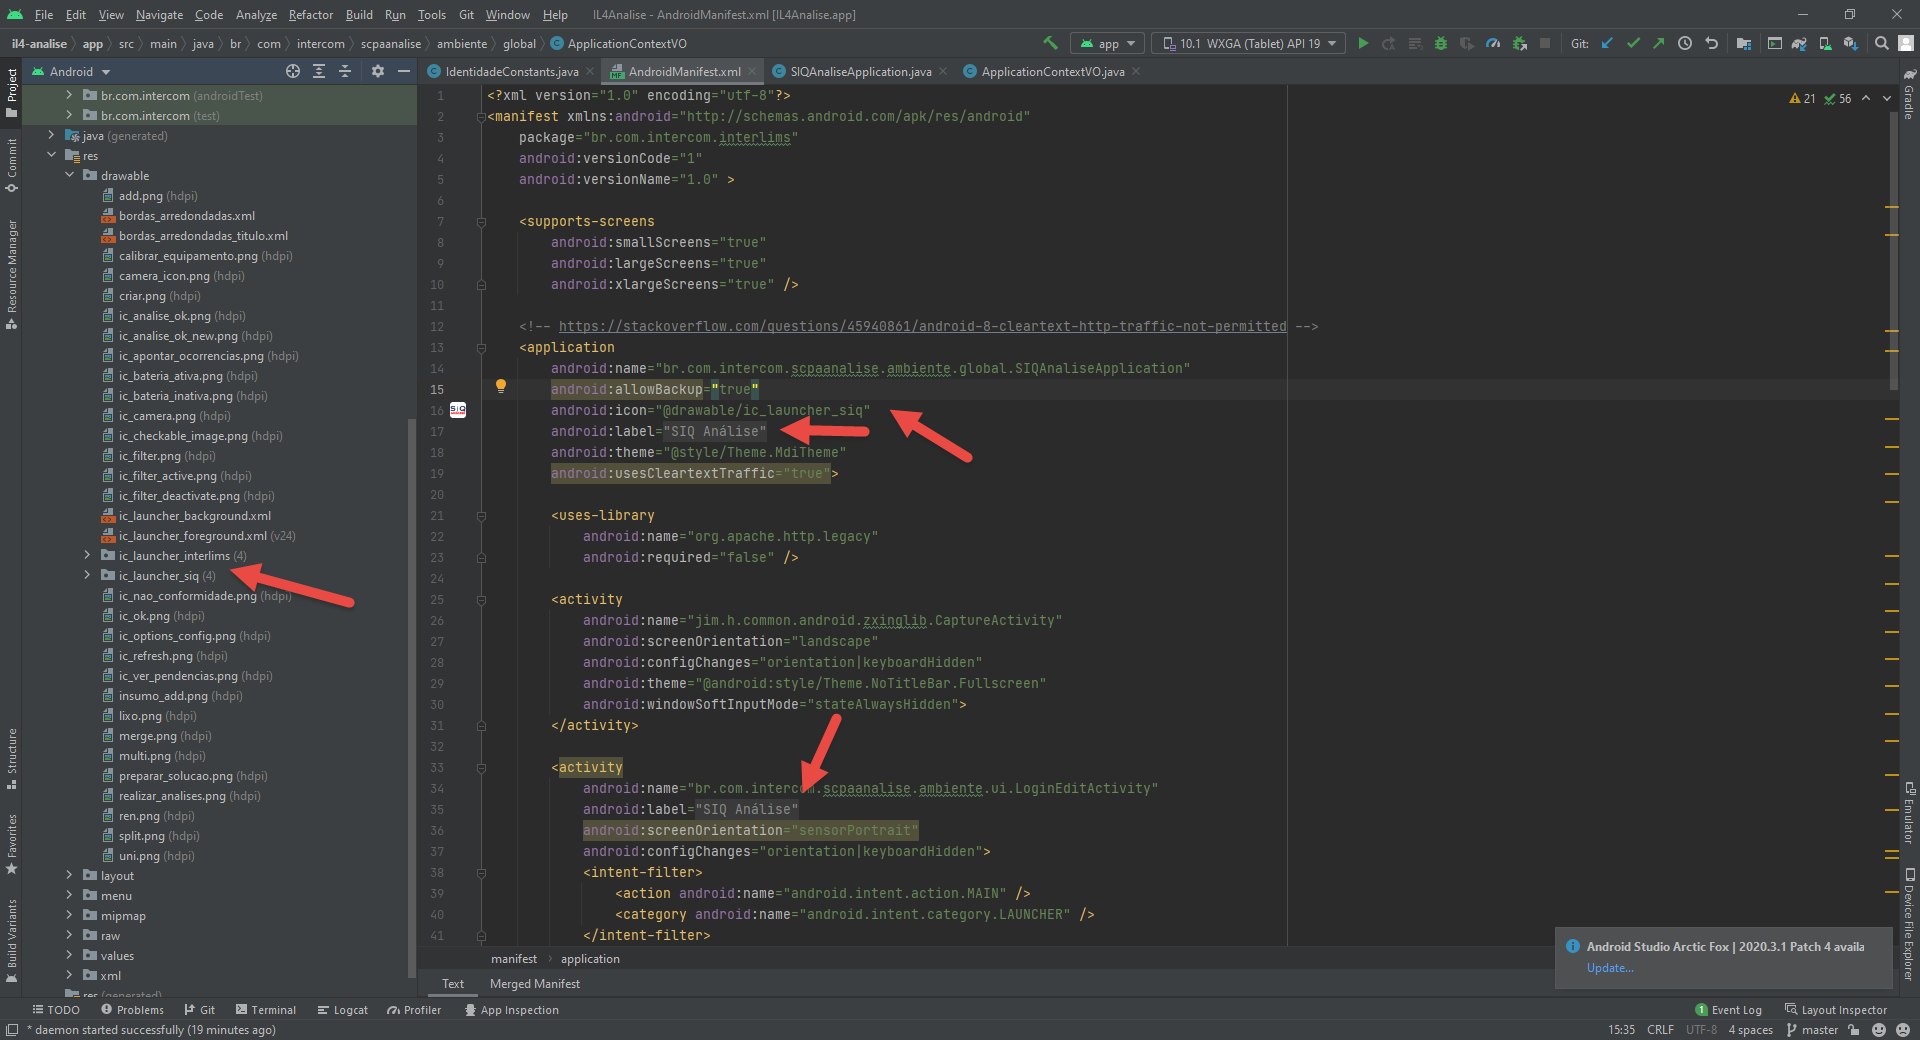 File Edit View Navigate Code Analyze Refactor Build Run Tools Git Window Help IL4Analise - AndroidManifest.xml [IL4Analise.app]
il4-analise app src main java br com intercom scpaanalise ambiente global ApplicationContextVO app 10.1 WXGA (Tablet) API 19 Git:
Android IdentidadeConstants.java AndroidManifest.xml SIQAnaliseApplication.java ApplicationContextVO.java
Project
Commit
Resource Manager
Structure
Favorites
Build Variants
br.com.intercom (androidTest)
br.com.intercom (test)
java (generated)
res
drawable
add.png (hdpi)
bordas_arredondadas.xml
bordas_arredondadas_titulo.xml
calibrar_equipamento.png (hdpi)
camera_icon.png (hdpi)
criar.png (hdpi)
ic_analise_ok.png (hdpi)
ic_analise_ok_new.png (hdpi)
ic_apontar_ocorrencias.png (hdpi)
ic_bateria_ativa.png (hdpi)
ic_bateria_inativa.png (hdpi)
ic_camera.png (hdpi)
ic_checkable_image.png (hdpi)
ic_filter.png (hdpi)
ic_filter_active.png (hdpi)
ic_filter_deactivate.png (hdpi)
ic_launcher_background.xml
ic_launcher_foreground.xml (v24)
ic_launcher_interlims (4)
ic_launcher_siq (4)
ic_nao_conformidade.png (hdpi)
ic_ok.png (hdpi)
ic_options_config.png (hdpi)
ic_refresh.png (hdpi)
ic_ver_pendencias.png (hdpi)
insumo_add.png (hdpi)
lixo.png (hdpi)
merge.png (hdpi)
multi.png (hdpi)
preparar_solucao.png (hdpi)
realizar_analises.png (hdpi)
ren.png (hdpi)
split.png (hdpi)
uni.png (hdpi)
layout
menu
mipmap
raw
values
xml
res (generated)
1 <?xml version="1.0" encoding="utf-8"?>
2 <manifest xmlns:android="http://schemas.android.com/apk/res/android"
3 package="br.com.intercom.interlims"
4 android:versionCode="1"
5 android:versionName="1.0" >
6
7 <supports-screens
8 android:smallScreens="true"
9 android:largeScreens="true"
10 android:xlargeScreens="true" />
11
12 <!-- https://stackoverflow.com/questions/45940861/android-8-cleartext-http-traffic-not-permitted -->
13 <application
14 android:name="br.com.intercom.scpaanalise.ambiente.global.SIQAnaliseApplication"
15 android:allowBackup="true"
16 SIQ android:icon="@drawable/ic_launcher_siq"
17 android:label="SIQ Análise"
18 android:theme="@style/Theme.MdiTheme"
19 android:usesCleartextTraffic="true">
20
21 <uses-library
22 android:name="org.apache.http.legacy"
23 android:required="false" />
24
25 <activity
26 android:name="jim.h.common.android.zxinglib.CaptureActivity"
27 android:screenOrientation="landscape"
28 android:configChanges="orientation|keyboardHidden"
29 android:theme="@android:style/Theme.NoTitleBar.Fullscreen"
30 android:windowSoftInputMode="stateAlwaysHidden">
31 </activity>
32
33 <activity
34 android:name="br.com.intercom.scpaanalise.ambiente.ui.LoginEditActivity"
35 android:label="SIQ Análise"
36 android:screenOrientation="sensorPortrait"
37 android:configChanges="orientation|keyboardHidden">
38 <intent-filter>
39 <action android:name="android.intent.action.MAIN" />
40 <category android:name="android.intent.category.LAUNCHER" />
41 </intent-filter>
21 56
Gradle
Emulator
Device File Explorer
Android Studio Arctic Fox | 2020.3.1 Patch 4 availa
Update...
manifest application
Text Merged Manifest
TODO Problems Git Terminal Logcat Profiler App Inspection 1 Event Log Layout Inspector
* daemon started successfully (19 minutes ago) 15:35 CRLF UTF-8 4 spaces master